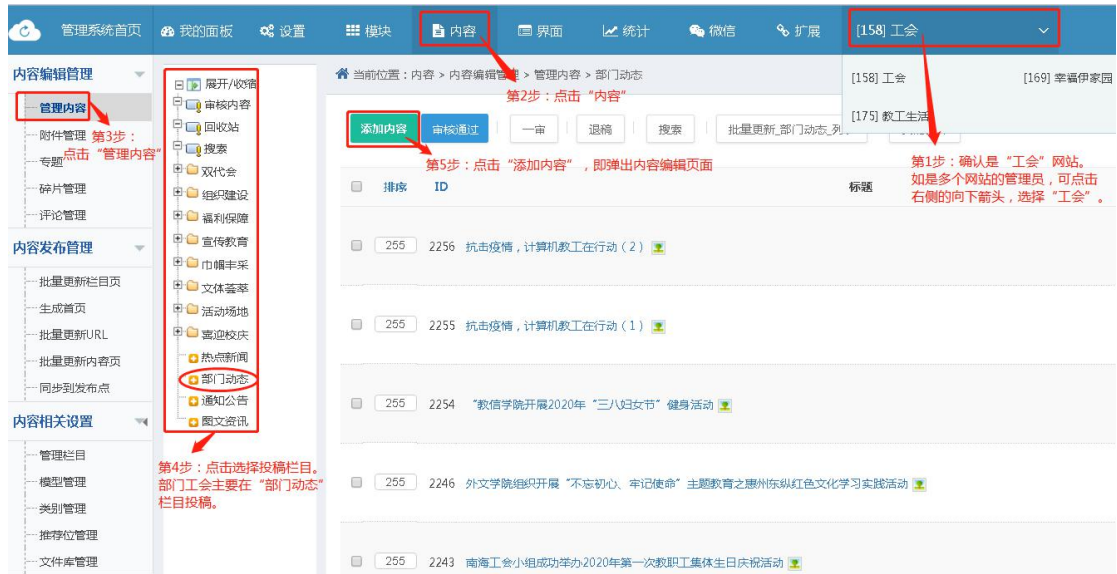 管理系统首页 我的面板 设置 模块 内容 界面 统计 微信 扩展 [158] 工会
内容编辑管理
管理内容
附件管理
专题
碎片管理
评论管理
内容发布管理
批量更新栏目页
生成首页
批量更新URL
批量更新内容页
同步到发布点
内容相关设置
管理栏目
模型管理
类别管理
推荐位管理
文件库管理
第3步：
点击“管理内容”
展开/收缩
审核内容
回收站
搜索
双代会
组织建设
福利保障
宣传教育
巾帼丰采
文体荟萃
活动场地
喜迎校庆
热点新闻
部门动态
通知公告
图文资讯
第4步：点击选择投稿栏目。
部门工会主要在“部门动态”
栏目投稿。
当前位置：内容 > 内容编辑管理 > 管理内容 > 部门动态
第2步：点击“内容”
[158] 工会 [169] 幸福伊家园
[175] 教工生活
添加内容 审核通过 一审 退稿 搜索 批量更新_部门动态_列
第5步：点击“添加内容”，即弹出内容编辑页面
第1步：确认是“工会”网站。
如是多个网站的管理员，可点击
右侧的向下箭头，选择“工会”。
排序 ID 标题
255 2256 抗击疫情，计算机教工在行动（2）
255 2255 抗击疫情，计算机教工在行动（1）
255 2254 “教信学院开展2020年“三八妇女节”健身活动
255 2246 外文学院组织开展“不忘初心、牢记使命”主题教育之惠州东纵红色文化学习实践活动
255 2243 南海工会小组成功举办2020年第一次教职工集体生日庆祝活动